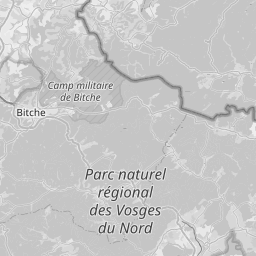 Camp militaire
de Bitche
Bitche
Parc naturel
régional
des Vosges
du Nord